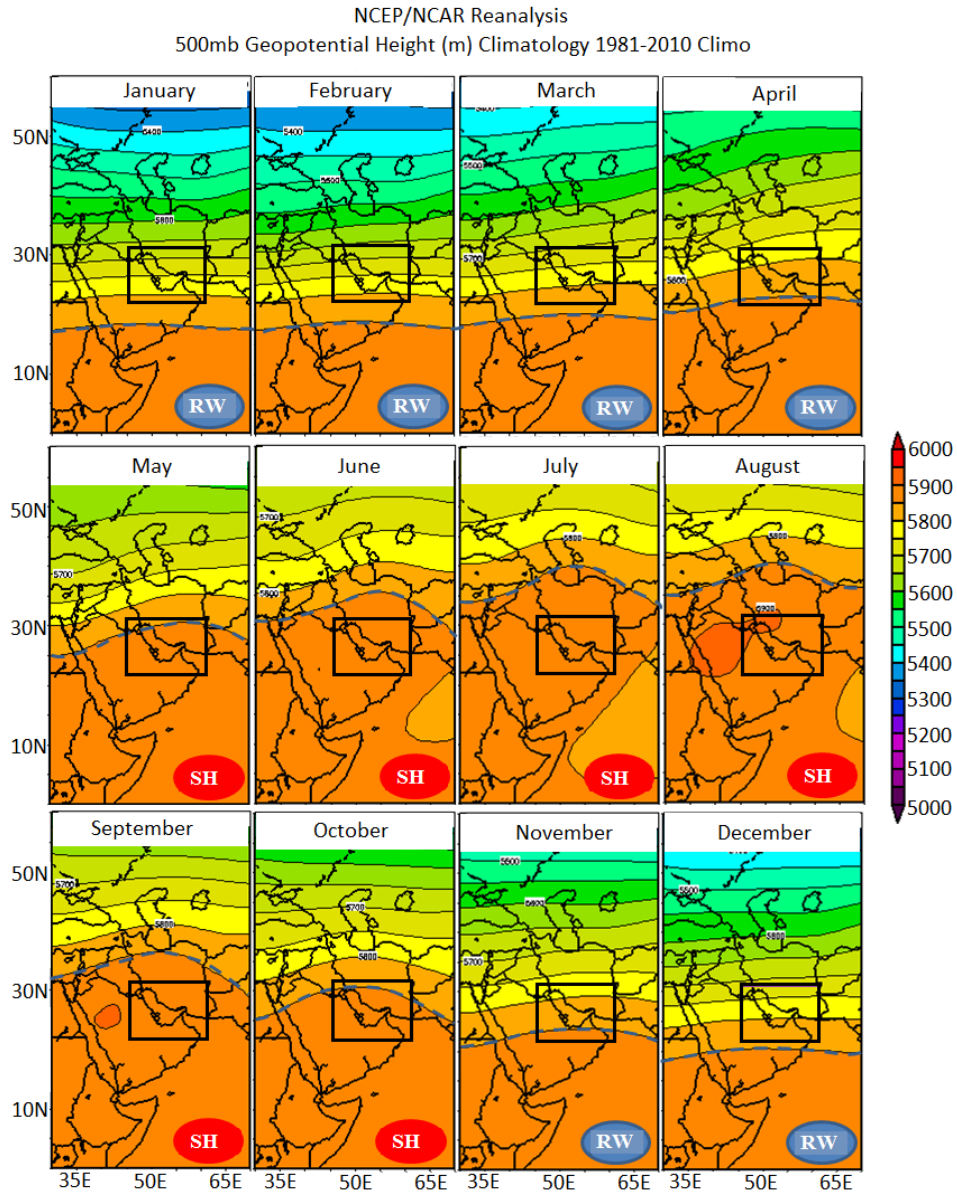 NCEP/NCAR Reanalysis
500mb Geopotential Height (m) Climatology 1981-2010 Climo
January February March April
50N
30N
10N
5400 5800
5400 5600
5400 5500 5700
5600
RW RW RW RW
May June July August
50N
30N
10N
5700
5700 5800
5800
5800 5900
SH SH SH SH
6000
5900
5800
5700
5600
5500
5400
5300
5200
5100
5000
September October November December
50N
30N
10N
5700 5800
5700 5800
5500 5600 5700
5500
SH SH RW RW
35E 50E 65E 35E 50E 65E 35E 50E 65E 35E 50E 65E